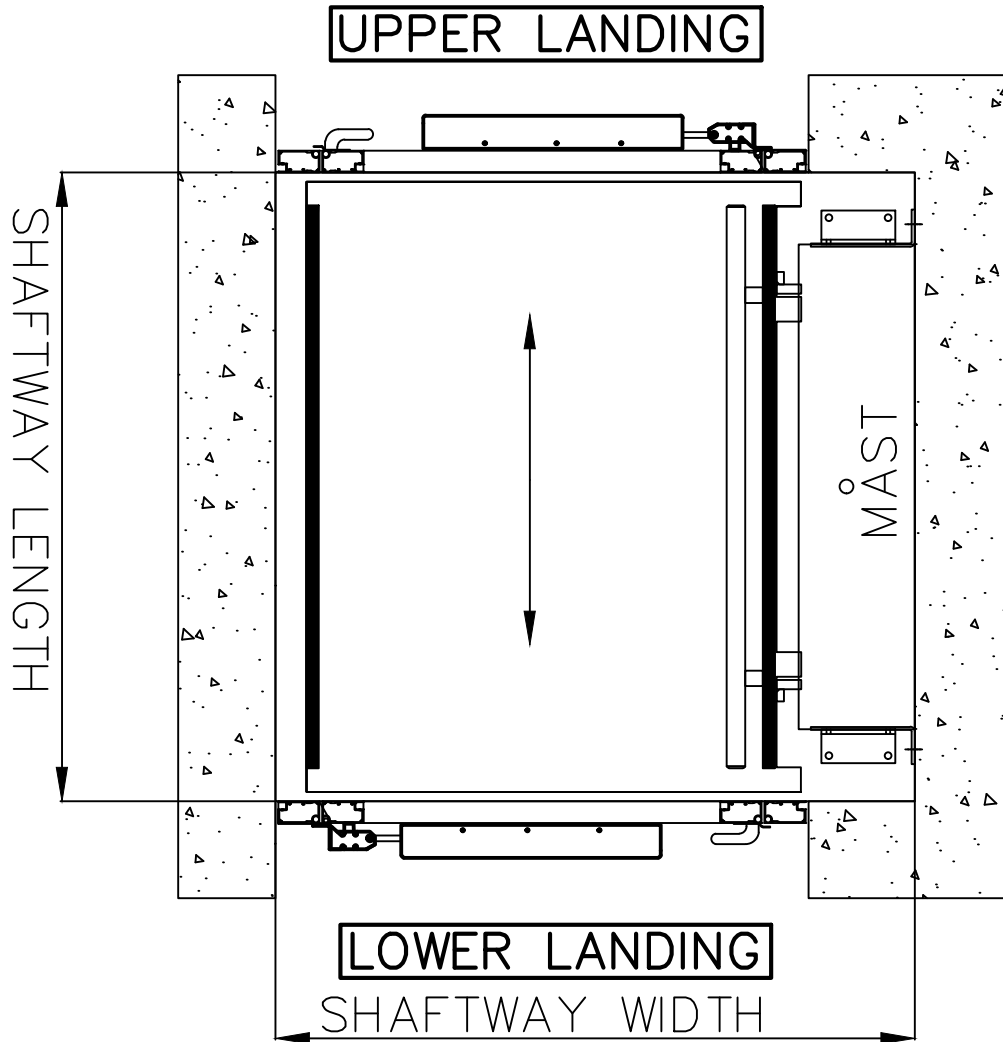 UPPER LANDING
SHAFTWAY LENGTH
MÅST
LOWER LANDING
SHAFTWAY WIDTH